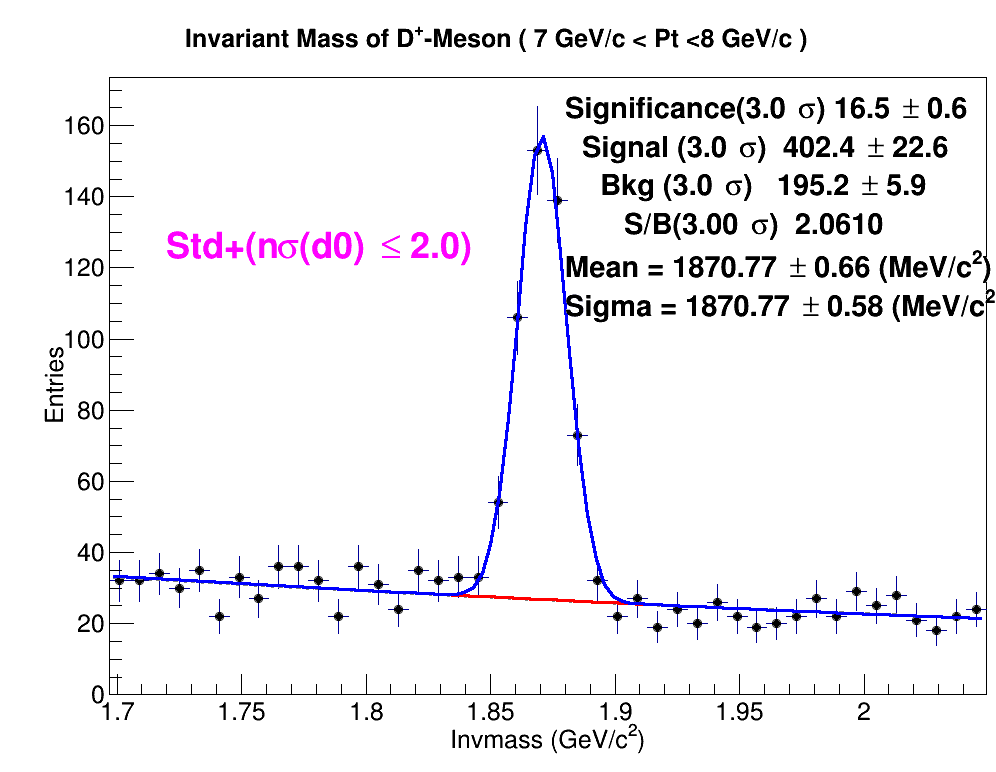 Invariant Mass of D⁺-Meson ( 7 GeV/c < Pt <8 GeV/c )
Significance(3.0 σ) 16.5 ± 0.6
Signal (3.0 σ) 402.4 ± 22.6
Bkg (3.0 σ) 195.2 ± 5.9
S/B(3.00 σ) 2.0610
Mean = 1870.77 ± 0.66 (MeV/c²)
Sigma = 1870.77 ± 0.58 (MeV/c²
Std+(nσ(d0) ≤ 2.0)
Entries
160
140
120
100
80
60
40
20
0
1.7 1.75 1.8 1.85 1.9 1.95 2
Invmass (GeV/c²)